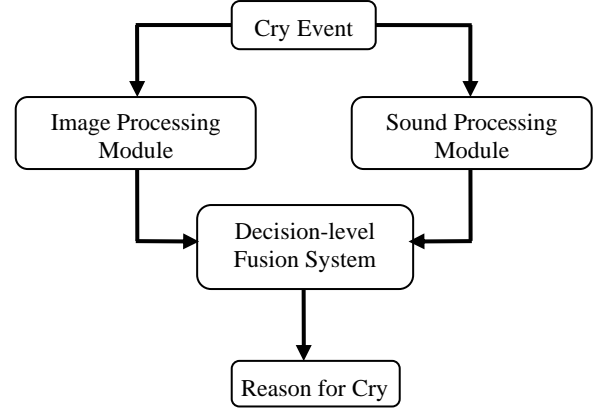 Cry Event
Image Processing
Module
Sound Processing
Module
Decision-level
Fusion System
Reason for Cry